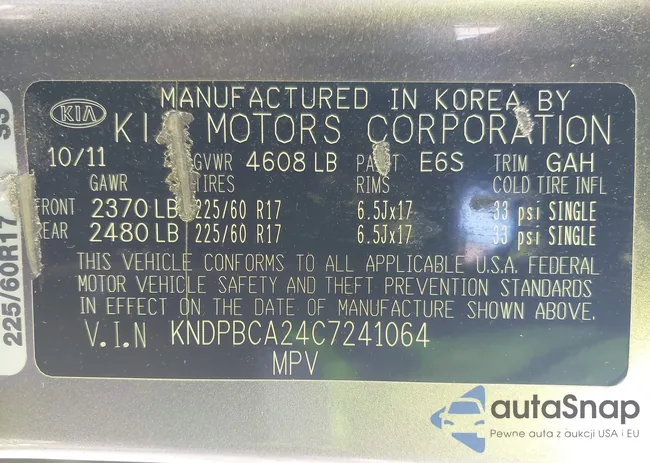 MANUFACTURED IN KOREA BY
KIA KIA MOTORS CORPORATION
10/11 GVWR 4608 LB PAINT E6S TRIM GAH
GAWR TIRES RIMS COLD TIRE INFL
FRONT 2370 LB 225/60 R17 6.5Jx17 33 psi SINGLE
REAR 2480 LB 225/60 R17 6.5Jx17 33 psi SINGLE
THIS VEHICLE CONFORMS TO ALL APPLICABLE U.S.A. FEDERAL
MOTOR VEHICLE SAFETY AND THEFT PREVENTION STANDARDS
IN EFFECT ON THE DATE OF MANUFACTURE SHOWN ABOVE.
V.I.N KNDPBCA24C7241064
MPV
225/60R17
autaSnap
Pewne auta z aukcji USA i EU